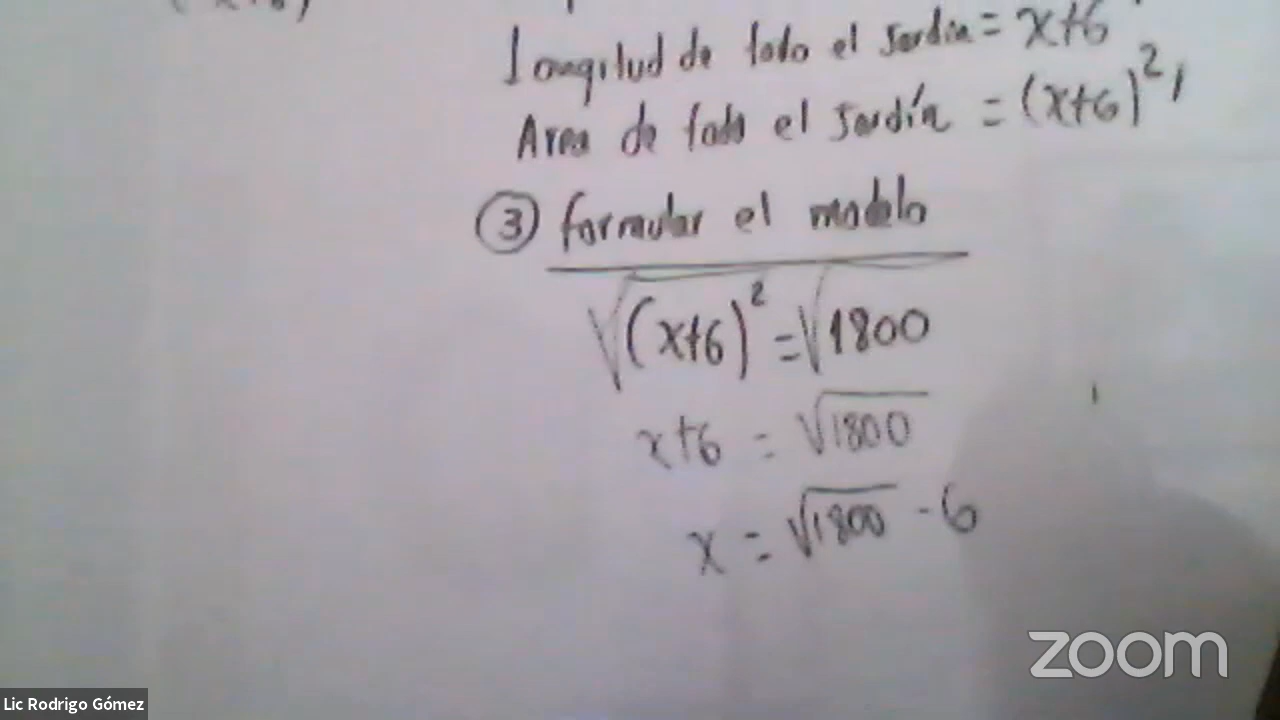 Longitud de todo el Jardín = x+6
Area de todo el Jardín = (x+6)²
③ formular el modelo
√(x+6)² = √1800
x+6 = √1800
x = √1800 - 6
zoom
Lic Rodrigo Gómez